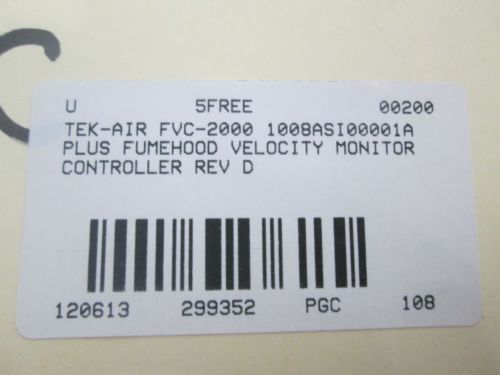 U 5FREE 00200
TEK-AIR FVC-2000 1008ASI00001A
PLUS FUMEHOOD VELOCITY MONITOR
CONTROLLER REV D
120613 299352 PGC 108